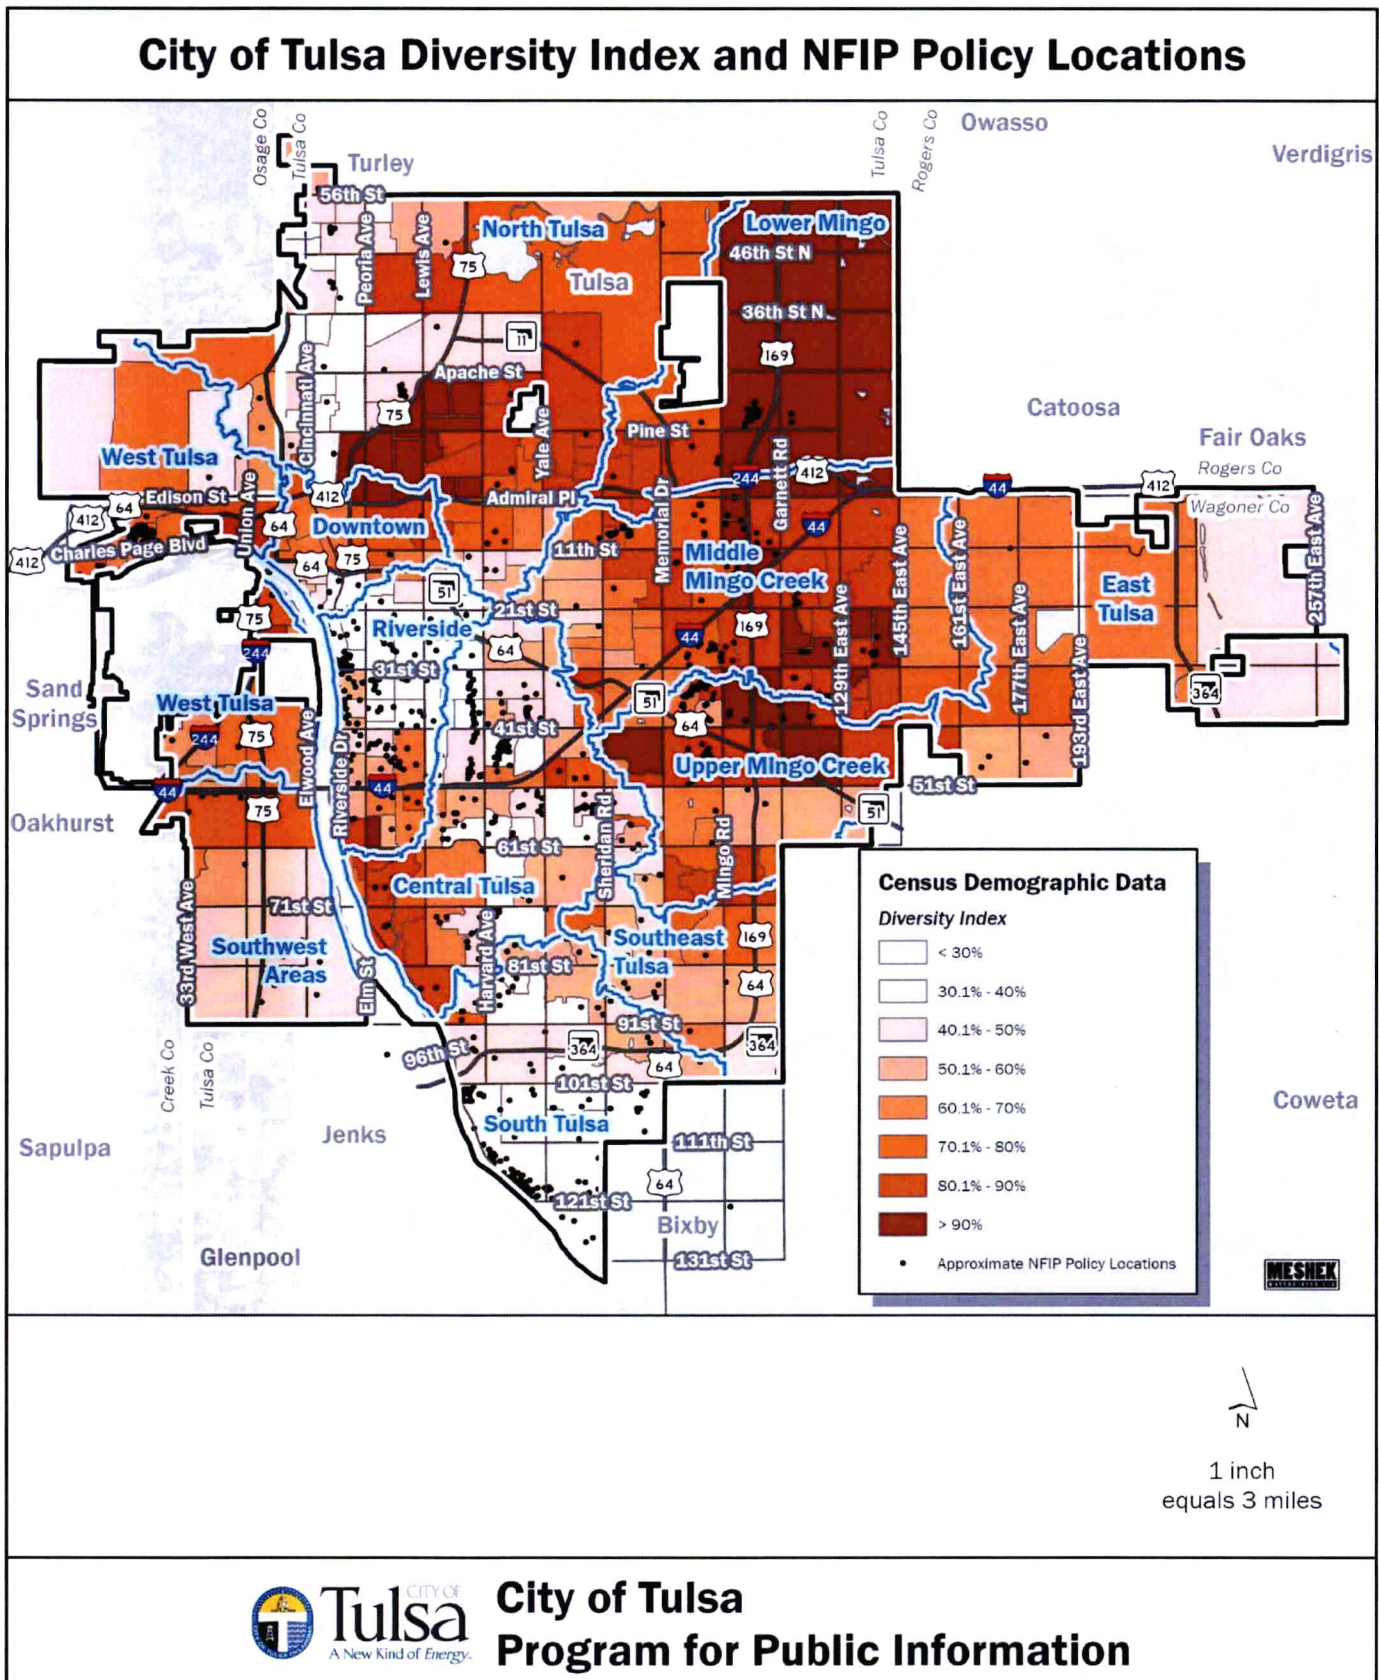 City of Tulsa Diversity Index and NFIP Policy Locations
Osage Co
Tulsa Co
Turley
Tulsa Co
Rogers Co
Owasso
Verdigris
56th St
Peoria Ave
Lewis Ave
North Tulsa
Lower Mingo
75
46th St N
Tulsa
36th St N
11
169
Cincinnati Ave
Apache St
75
Yale Ave
Pine St
Catoosa
Fair Oaks
Rogers Co
West Tulsa
Garnett Rd
244
412
44
412
Edison St
64
412
412
Union Ave
64
Admiral Pl
Memorial Dr
44
Wagoner Co
257th East Ave
Downtown
412
Charles Page Blvd
64
75
11th St
Middle
Mingo Creek
145th East Ave
161st East Ave
East
Tulsa
51
21st St
75
Riverside
64
44
169
129th East Ave
177th East Ave
244
31st St
193rd East Ave
Sand
Springs
West Tulsa
51
64
364
244
75
Elwood Ave
Riverside Dr
41st St
Upper Mingo Creek
44
75
44
51st St
51
Oakhurst
Sheridan Rd
Mingo Rd
61st St
Central Tulsa
33rd West Ave
71st St
Harvard Ave
Southwest
Areas
Elm St
Southeast
Tulsa
169
81st St
64
91st St
96th St
364
64
364
101st St
Creek Co
Tulsa Co
South Tulsa
Coweta
Sapulpa
Jenks
111th St
64
121st St
Bixby
Glenpool
131st St
Census Demographic Data
Diversity Index
< 30%
30.1% - 40%
40.1% - 50%
50.1% - 60%
60.1% - 70%
70.1% - 80%
80.1% - 90%
> 90%
Approximate NFIP Policy Locations
MESHEK
N
1 inch
equals 3 miles
CITY OF
Tulsa
A New Kind of Energy.
City of Tulsa
Program for Public Information